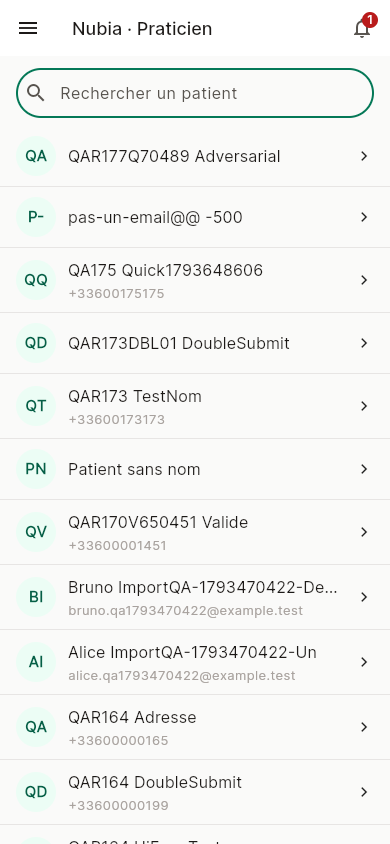 Nubia · Praticien
1
Rechercher un patient
QA
QAR177Q70489 Adversarial
P-
pas-un-email@@ -500
QQ
QA175 Quick1793648606
+33600175175
QD
QAR173DBL01 DoubleSubmit
QT
QAR173 TestNom
+33600173173
PN
Patient sans nom
QV
QAR170V650451 Valide
+33600001451
BI
Bruno ImportQA-1793470422-De...
bruno.qa1793470422@example.test
AI
Alice ImportQA-1793470422-Un
alice.qa1793470422@example.test
QA
QAR164 Adresse
+33600000165
QD
QAR164 DoubleSubmit
+33600000199